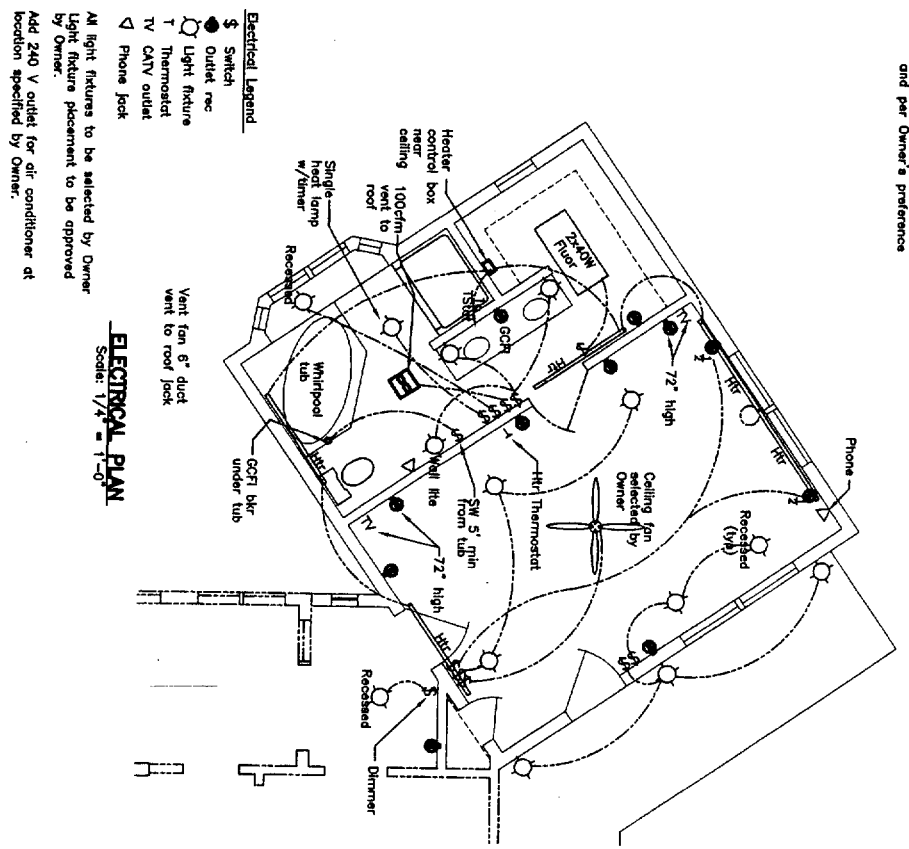 and per Owner's preference
Electrical Legend
$ Switch
Outlet rec
Light fixture
T Thermostat
TV CATV outlet
Phone jack
All light fixtures to be selected by Owner
Light fixture placement to be approved
by Owner.
Add 240 V outlet for air conditioner at
location specified by Owner.
Heater
control box
near
ceiling
100cfm
vent to
roof
Single
heat lamp
w/timer
Recessed
2x40W
Fluor
GCFI
TV
72" high
Htr
Htr
Htr
Phone
Whirlpool
tub
Vent fan 6" duct
vent to roof jack
Htr
GCFI bkr
under tub
Wall lite
SW 5' min
from tub
Htr Thermostat
T
Ceiling fan
selected by
Owner
Recessed
(typ)
TV
72" high
Htr
$
Recessed
Dimmer
ELECTRICAL PLAN
Scale: 1/4" = 1'-0"